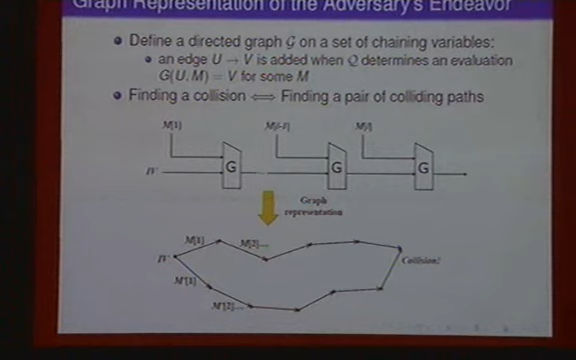 Graph Representation of the Adversary's Endeavor
Define a directed graph G on a set of chaining variables:
an edge U → V is added when Q determines an evaluation
G(U, M) = V for some M
Finding a collision ⟺ Finding a pair of colliding paths
M[1] M[l-1] M[l]
IV G G G
Graph
representation
M[1] M[2]...
IV Collision!
M'[1]
M'[2]...